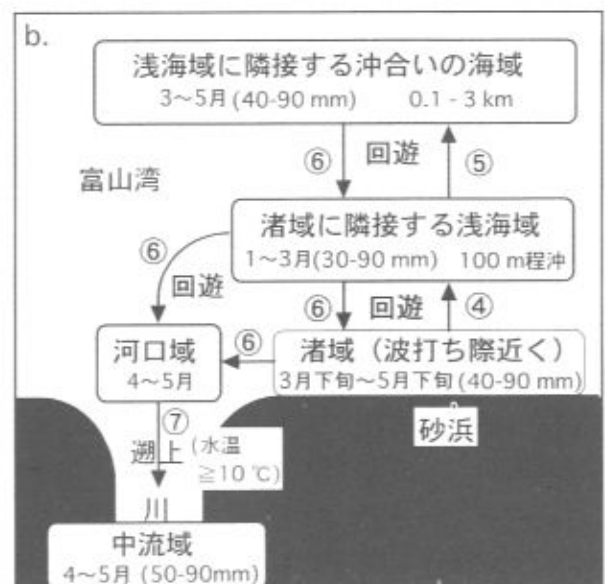 b.
浅海域に隣接する沖合いの海域
3〜5月 (40-90 mm) 0.1 - 3 km
⑥ 回遊 ⑤
富山湾
渚域に隣接する浅海域
1〜3月(30-90 mm) 100 m程沖
⑥
回遊
⑥ 回遊 ④
河口域
4〜5月
⑥
渚域（波打ち際近く）
3月下旬〜5月下旬 (40-90 mm)
砂浜
⑦
遡上 (水温
≧10 ℃)
川
中流域
4〜5月 (50-90mm)